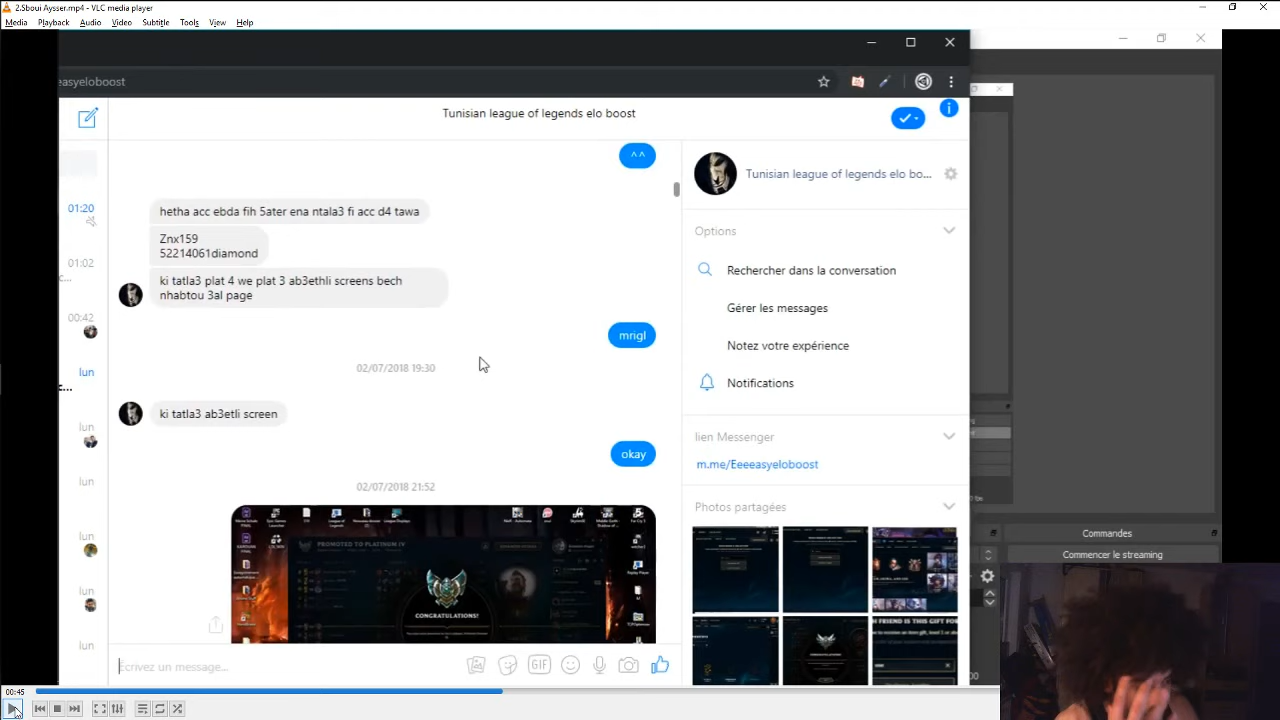 2.Sboui Aysser.mp4 - VLC media player
Media Playback Audio Video Subtitle Tools View Help
easyeloboost
Tunisian league of legends elo boost
^^
hetha acc ebda fih 5ater ena ntala3 fi acc d4 tawa
Znx159
52214061diamond
ki tatla3 plat 4 we plat 3 ab3ethli screens bech
nhabtou 3al page
mrigl
02/07/2018 19:30
ki tatla3 ab3etli screen
okay
02/07/2018 21:52
PROMOTED TO PLATINUM IV
CONGRATULATIONS!
Écrivez un message...
GIF
01:20
01:02
c...
00:42
lun
c...
lun
lun
lun
lun
lun
Tunisian league of legends elo bo...
Options
Rechercher dans la conversation
Gérer les messages
Notez votre expérience
Notifications
lien Messenger
m.me/Eeeeasyeloboost
Photos partagées
Commandes
Commencer le streaming
00:45